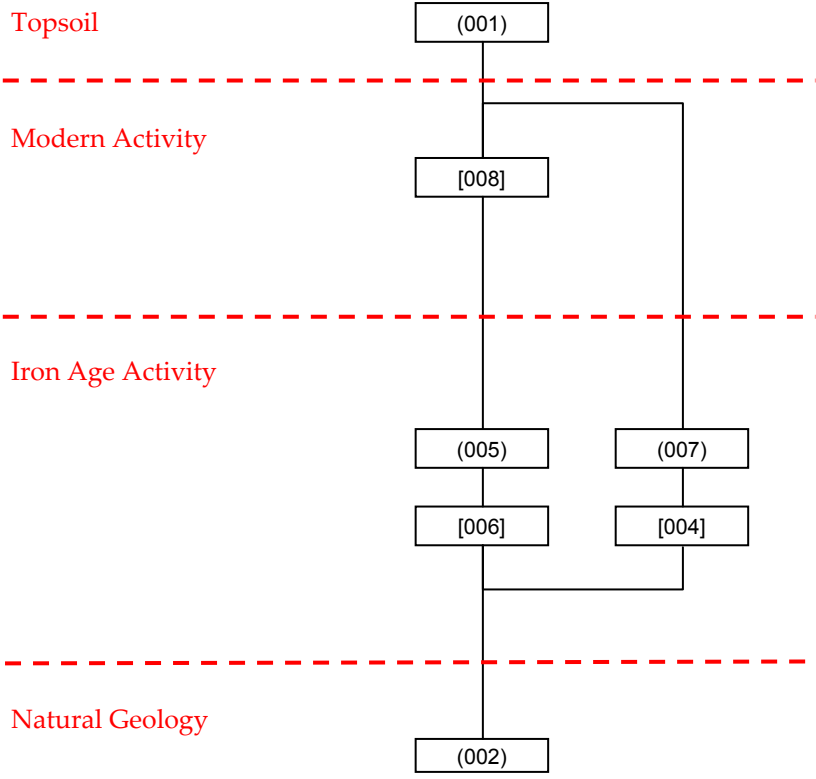 Topsoil
(001)
Modern Activity
[008]
Iron Age Activity
(005)
(007)
[006]
[004]
Natural Geology
(002)